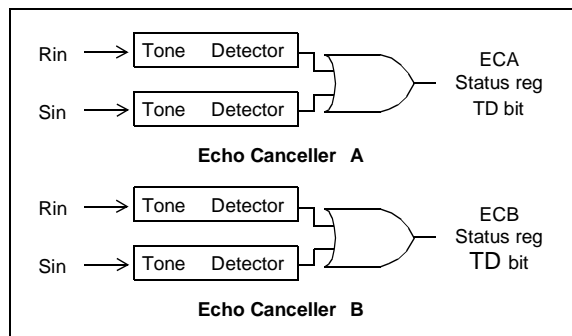 Rin
Tone Detector
Sin
Tone Detector
ECA
Status reg
TD bit
Echo Canceller A
Rin
Tone Detector
Sin
Tone Detector
ECB
Status reg
TD bit
Echo Canceller B